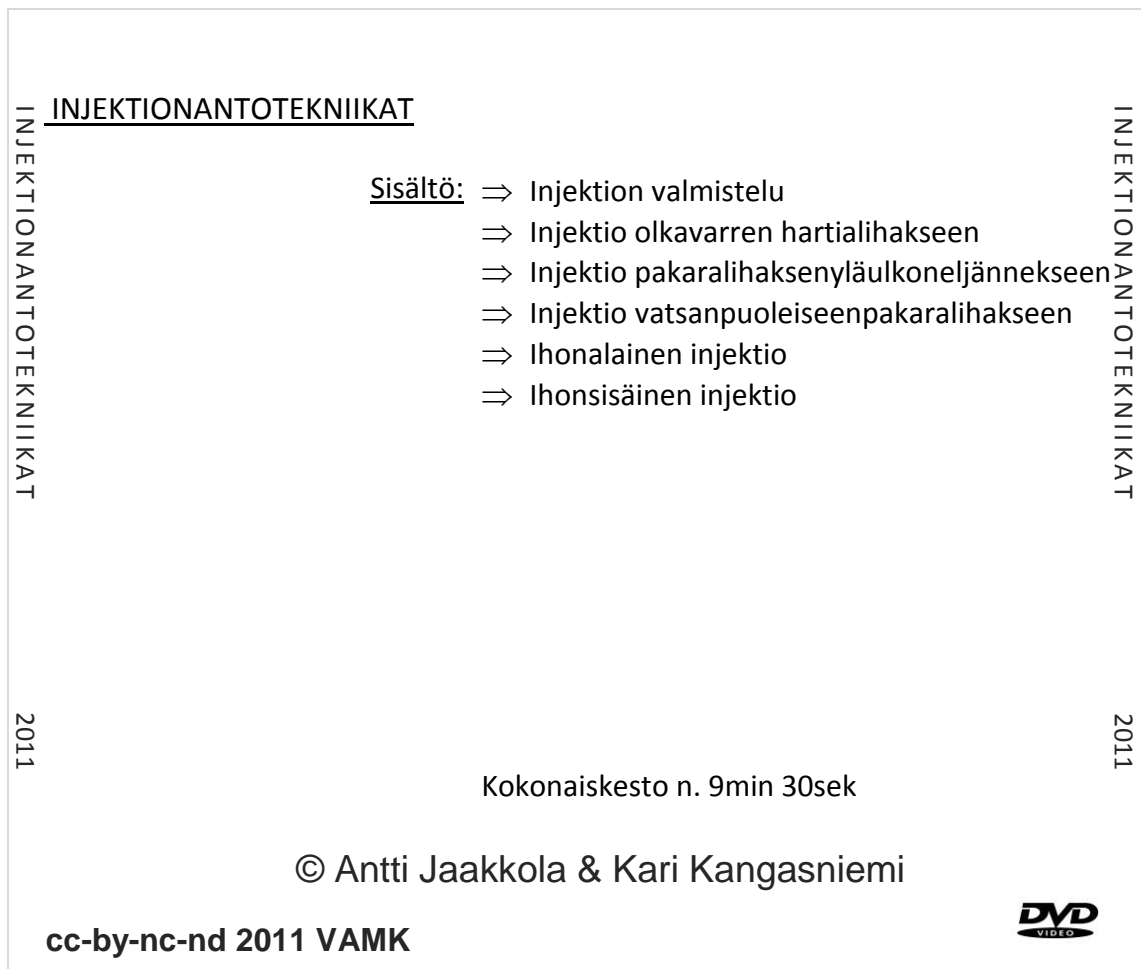 INJEKTIONANTOTEKNIIKAT
2011
INJEKTIONANTOTEKNIIKAT
Sisältö: ⇒ Injektion valmistelu
⇒ Injektio olkavarren hartialihakseen
⇒ Injektio pakaralihaksenyläulkoneljännekseen
⇒ Injektio vatsanpuoleiseenpakaralihakseen
⇒ Ihonalainen injektio
⇒ Ihonsisäinen injektio
Kokonaiskesto n. 9min 30sek
© Antti Jaakkola & Kari Kangasniemi
cc-by-nc-nd 2011 VAMK
DVD
VIDEO
INJEKTIONANTOTEKNIIKAT
2011